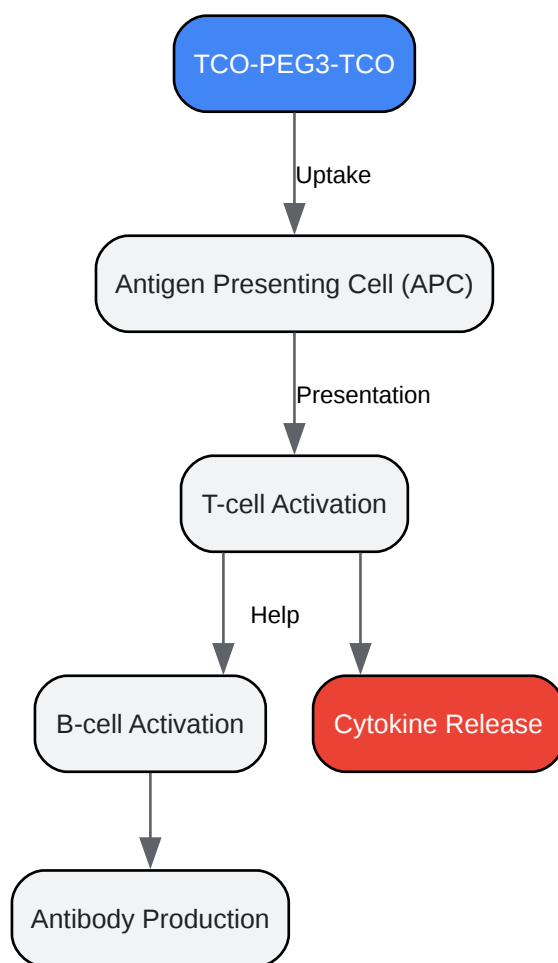 TCO-PEG3-TCO
Uptake
Antigen Presenting Cell (APC)
Presentation
T-cell Activation
Help
B-cell Activation
Cytokine Release
Antibody Production